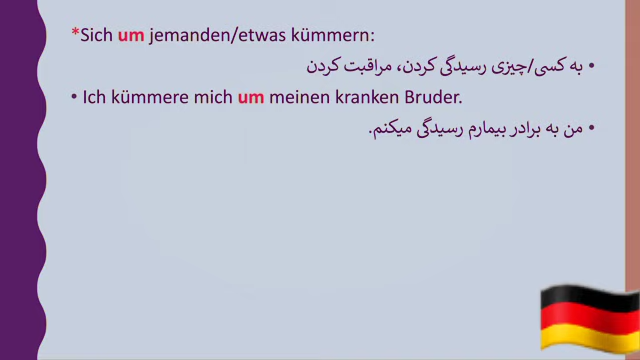 *Sich um jemanden/etwas kümmern:
• به کسی/چیزی رسیدگی کردن، مراقبت کردن
• Ich kümmere mich um meinen kranken Bruder.
• من به برادر بیمارم رسیدگی میکنم.